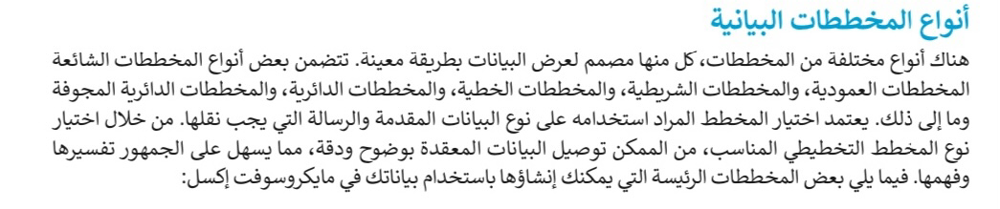 أنواع المخططات البيانية
هناك أنواع مختلفة من المخططات، كل منها مصمم لعرض البيانات بطريقة معينة. تتضمن بعض أنواع المخططات الشائعة
المخططات العمودية، والمخططات الشريطية، والمخططات الخطية، والمخططات الدائرية، والمخططات الدائرية المجوفة
وما إلى ذلك. يعتمد اختيار المخطط المراد استخدامه على نوع البيانات المقدمة والرسالة التي يجب نقلها. من خلال اختيار
نوع المخطط التخطيطي المناسب، من الممكن توصيل البيانات المعقدة بوضوح ودقة، مما يسهل على الجمهور تفسيرها
وفهمها. فيما يلي بعض المخططات الرئيسة التي يمكنك إنشاؤها باستخدام بياناتك في مايكروسوفت إكسل: